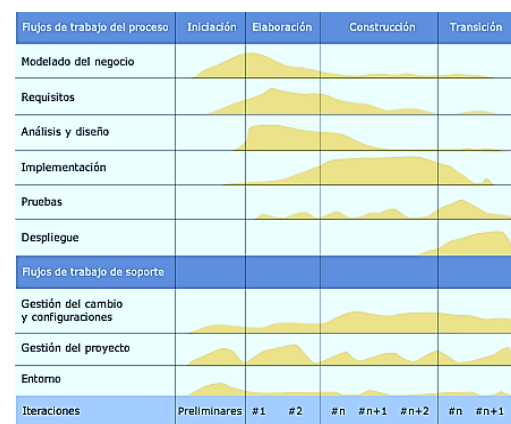 Flujos de trabajo del proceso Iniciación Elaboración Construcción Transición
Modelado del negocio
Requisitos
Análisis y diseño
Implementación
Pruebas
Despliegue
Flujos de trabajo de soporte
Gestión del cambio
y configuraciones
Gestión del proyecto
Entorno
Iteraciones Preliminares #1 #2 #n #n+1 #n+2 #n #n+1